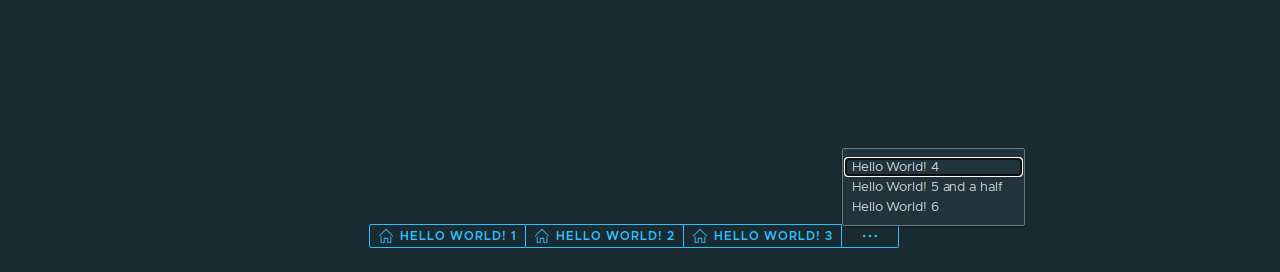 Hello World! 4
Hello World! 5 and a half
Hello World! 6
HELLO WORLD! 1 HELLO WORLD! 2 HELLO WORLD! 3 ...